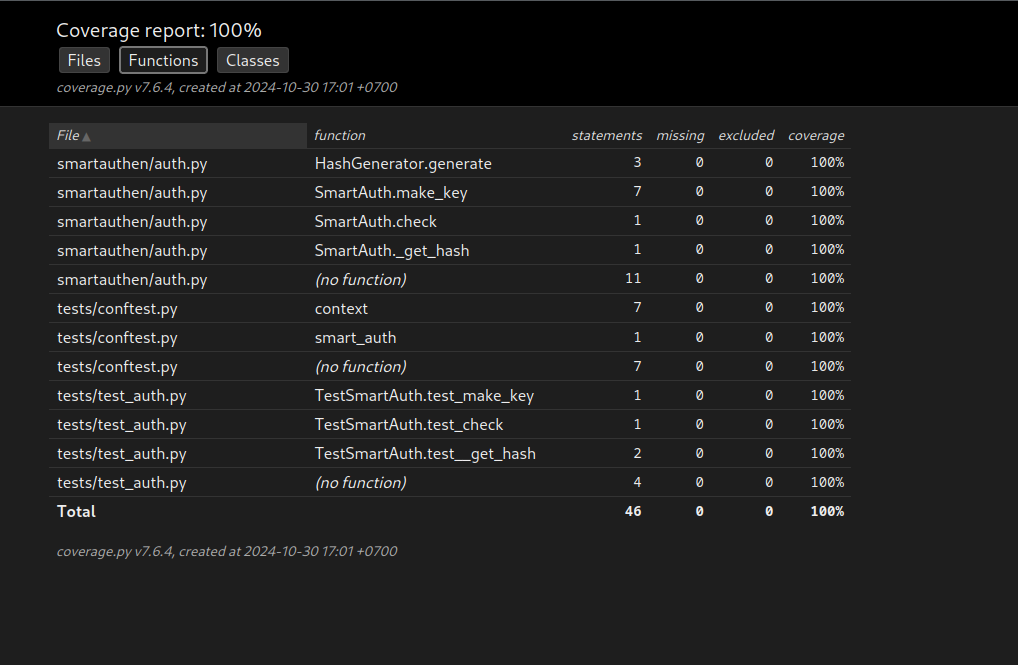 Coverage report: 100%
Files Functions Classes
coverage.py v7.6.4, created at 2024-10-30 17:01 +0700
File ▲ function statements missing excluded coverage
smartauthen/auth.py HashGenerator.generate 3 0 0 100%
smartauthen/auth.py SmartAuth.make_key 7 0 0 100%
smartauthen/auth.py SmartAuth.check 1 0 0 100%
smartauthen/auth.py SmartAuth._get_hash 1 0 0 100%
smartauthen/auth.py (no function) 11 0 0 100%
tests/conftest.py context 7 0 0 100%
tests/conftest.py smart_auth 1 0 0 100%
tests/conftest.py (no function) 7 0 0 100%
tests/test_auth.py TestSmartAuth.test_make_key 1 0 0 100%
tests/test_auth.py TestSmartAuth.test_check 1 0 0 100%
tests/test_auth.py TestSmartAuth.test__get_hash 2 0 0 100%
tests/test_auth.py (no function) 4 0 0 100%
Total 46 0 0 100%
coverage.py v7.6.4, created at 2024-10-30 17:01 +0700